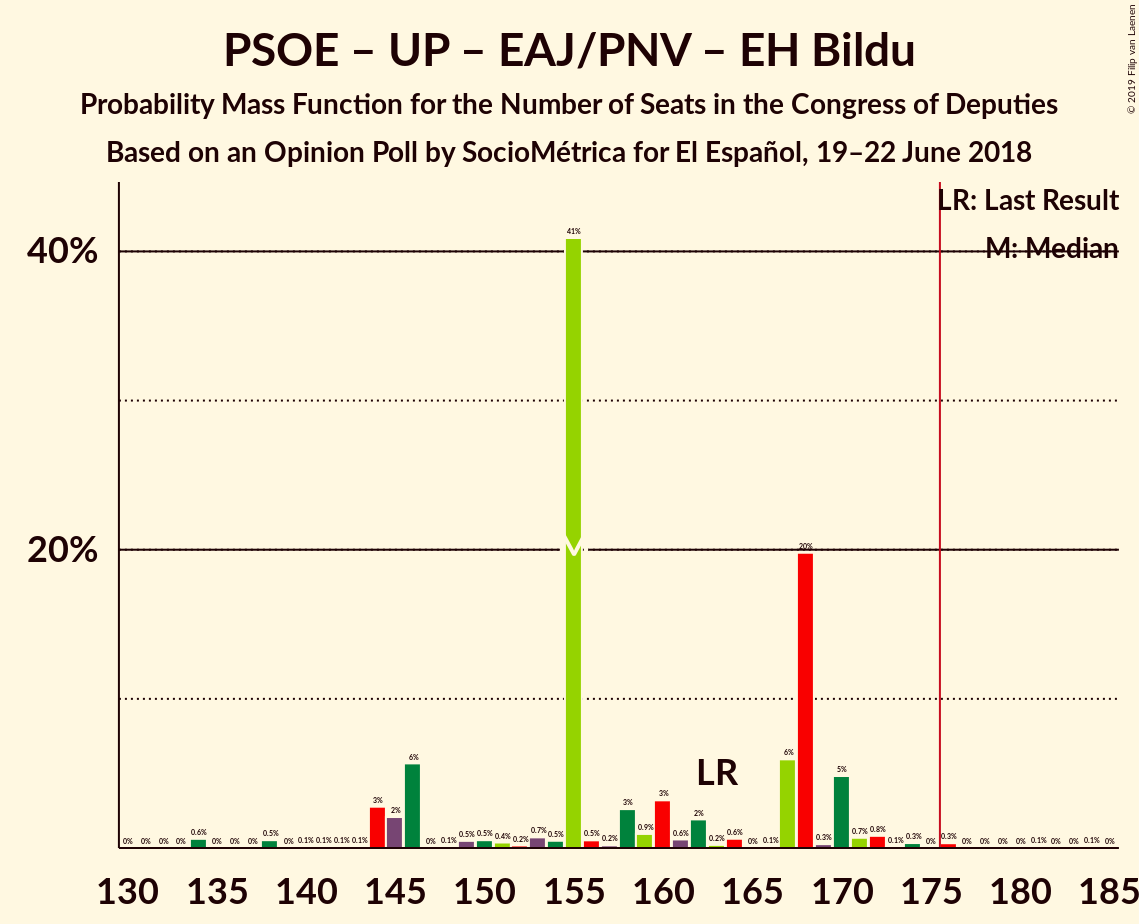 © 2019 Filip van Laenen
PSOE – UP – EAJ/PNV – EH Bildu
Probability Mass Function for the Number of Seats in the Congress of Deputies
Based on an Opinion Poll by SocioMétrica for El Español, 19–22 June 2018
LR: Last Result
M: Median
40%
20%
41%
20%
LR
M
0% 0% 0% 0% 0.6% 0% 0% 0% 0.5% 0% 0.1% 0.1% 0.1% 0.1% 3% 2% 6% 0% 0.1% 0.5% 0.5% 0.4% 0.2% 0.7% 0.5% 0.5% 0.2% 3% 0.9% 3% 0.6% 2% 0.2% 0.6% 0% 0.1% 6% 0.3% 5% 0.7% 0.8% 0.1% 0.3% 0% 0.3% 0% 0% 0% 0% 0.1% 0% 0% 0.1% 0%
130 135 140 145 150 155 160 165 170 175 180 185